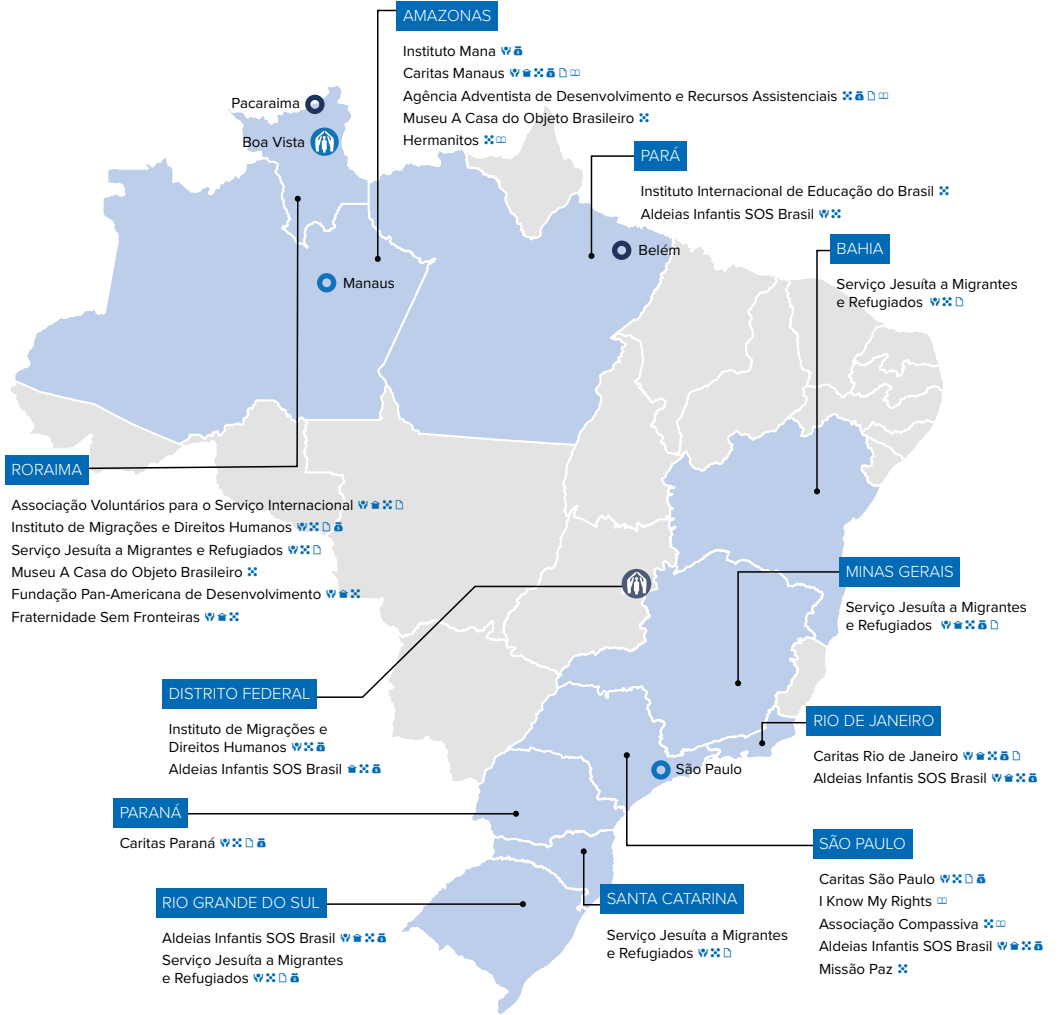 AMAZONAS
Instituto Mana
Caritas Manaus
Agência Adventista de Desenvolvimento e Recursos Assistenciais
Museu A Casa do Objeto Brasileiro
Hermanitos
Pacaraima
Boa Vista
PARÁ
Instituto Internacional de Educação do Brasil
Aldeias Infantis SOS Brasil
Belém
Manaus
BAHIA
Serviço Jesuíta a Migrantes
e Refugiados
RORAIMA
Associação Voluntários para o Serviço Internacional
Instituto de Migrações e Direitos Humanos
Serviço Jesuíta a Migrantes e Refugiados
Museu A Casa do Objeto Brasileiro
Fundação Pan-Americana de Desenvolvimento
Fraternidade Sem Fronteiras
MINAS GERAIS
Serviço Jesuíta a Migrantes
e Refugiados
DISTRITO FEDERAL
Instituto de Migrações e
Direitos Humanos
Aldeias Infantis SOS Brasil
RIO DE JANEIRO
Caritas Rio de Janeiro
Aldeias Infantis SOS Brasil
São Paulo
PARANÁ
Caritas Paraná
SÃO PAULO
Caritas São Paulo
I Know My Rights
Associação Compassiva
Aldeias Infantis SOS Brasil
Missão Paz
RIO GRANDE DO SUL
Aldeias Infantis SOS Brasil
Serviço Jesuíta a Migrantes
e Refugiados
SANTA CATARINA
Serviço Jesuíta a Migrantes
e Refugiados